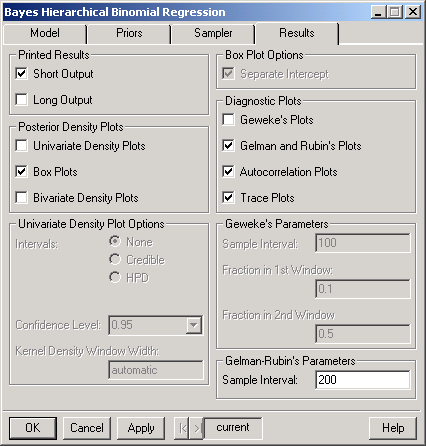 Bayes Hierarchical Binomial Regression
Model Priors Sampler Results
Printed Results
Short Output
Long Output
Posterior Density Plots
Univariate Density Plots
Box Plots
Bivariate Density Plots
Univariate Density Plot Options
Intervals: None
Credible
HPD
Confidence Level: 0.95
Kernel Density Window Width:
automatic
Box Plot Options
Separate Intercept
Diagnostic Plots
Geweke's Plots
Gelman and Rubin's Plots
Autocorrelation Plots
Trace Plots
Geweke's Parameters
Sample Interval: 100
Fraction in 1st Window:
0.1
Fraction in 2nd Window
0.5
Gelman-Rubin's Parameters
Sample Interval: 200
OK Cancel Apply current Help